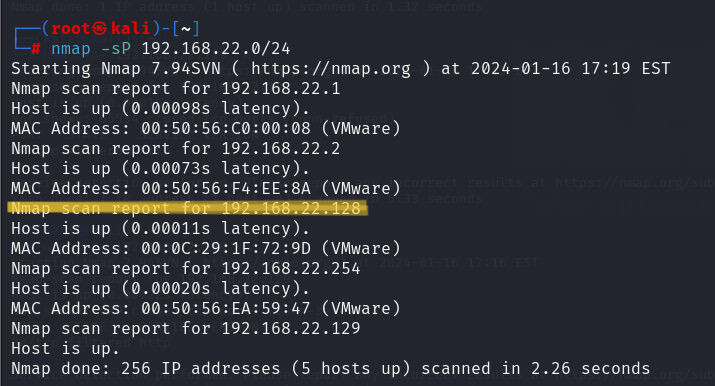 Nmap done: 1 IP address (1 host up) scanned in 1.32 seconds
┌──(root㉿kali)-[~]
└─# nmap -sP 192.168.22.0/24
Starting Nmap 7.94SVN ( https://nmap.org ) at 2024-01-16 17:19 EST
Nmap scan report for 192.168.22.1
Host is up (0.00098s latency).
MAC Address: 00:50:56:C0:00:08 (VMware)
Nmap scan report for 192.168.22.2
Host is up (0.00073s latency).
MAC Address: 00:50:56:F4:EE:8A (VMware)
Nmap scan report for 192.168.22.128
Host is up (0.00011s latency).
MAC Address: 00:0C:29:1F:72:9D (VMware)
Nmap scan report for 192.168.22.254
Host is up (0.00020s latency).
MAC Address: 00:50:56:EA:59:47 (VMware)
Nmap scan report for 192.168.22.129
Host is up.
Nmap done: 256 IP addresses (5 hosts up) scanned in 2.26 seconds